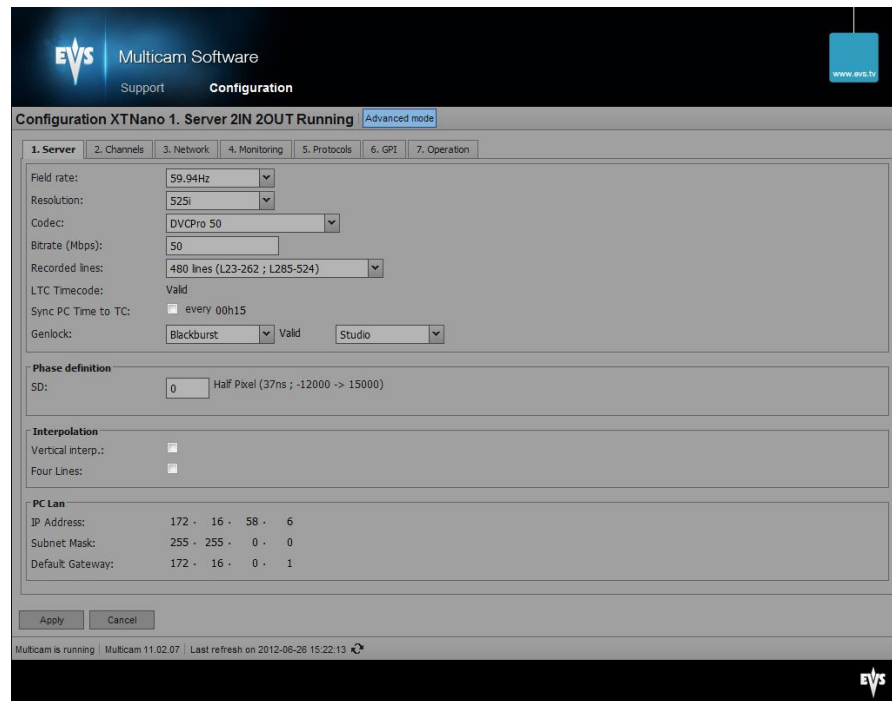 EVS Multicam Software
www.evs.tv
Support Configuration
Configuration XTNano 1. Server 2IN 2OUT Running Advanced mode
1. Server 2. Channels 3. Network 4. Monitoring 5. Protocols 6. GPI 7. Operation
Field rate: 59.94Hz
Resolution: 525i
Codec: DVCPro 50
Bitrate (Mbps): 50
Recorded lines: 480 lines (L23-262 ; L285-524)
LTC Timecode: Valid
Sync PC Time to TC: every 00h15
Genlock: Blackburst Valid Studio
Phase definition
SD: 0 Half Pixel (37ns ; -12000 -> 15000)
Interpolation
Vertical interp.:
Four Lines:
PC Lan
IP Address: 172 . 16 . 58 . 6
Subnet Mask: 255 . 255 . 0 . 0
Default Gateway: 172 . 16 . 0 . 1
Apply Cancel
Multicam is running Multicam 11.02.07 Last refresh on 2012-06-26 15:22:13
EVS